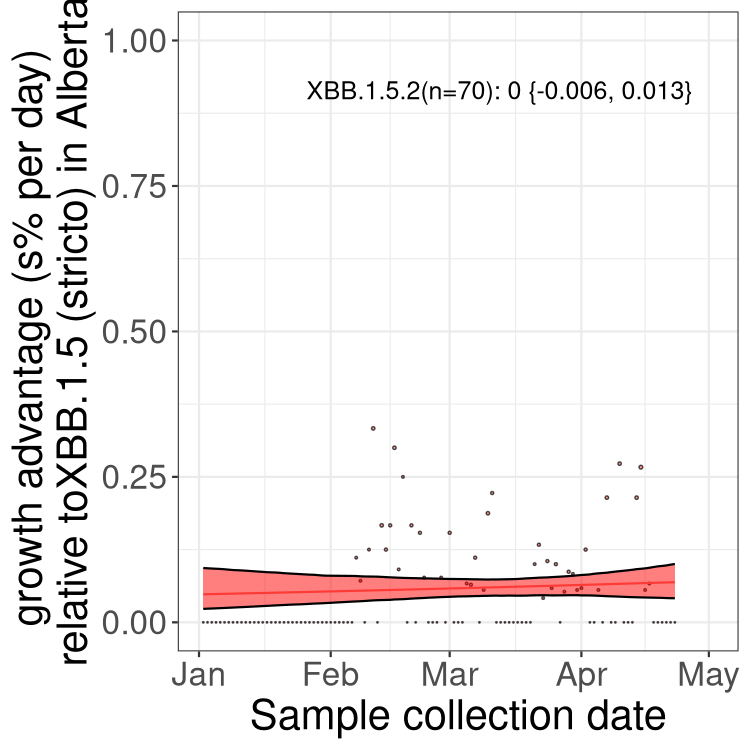 growth advantage (s% per day)
relative toXBB.1.5 (stricto) in Alberta
1.00
XBB.1.5.2(n=70): 0 {-0.006, 0.013}
0.75
0.50
0.25
0.00
Jan Feb Mar Apr May
Sample collection date